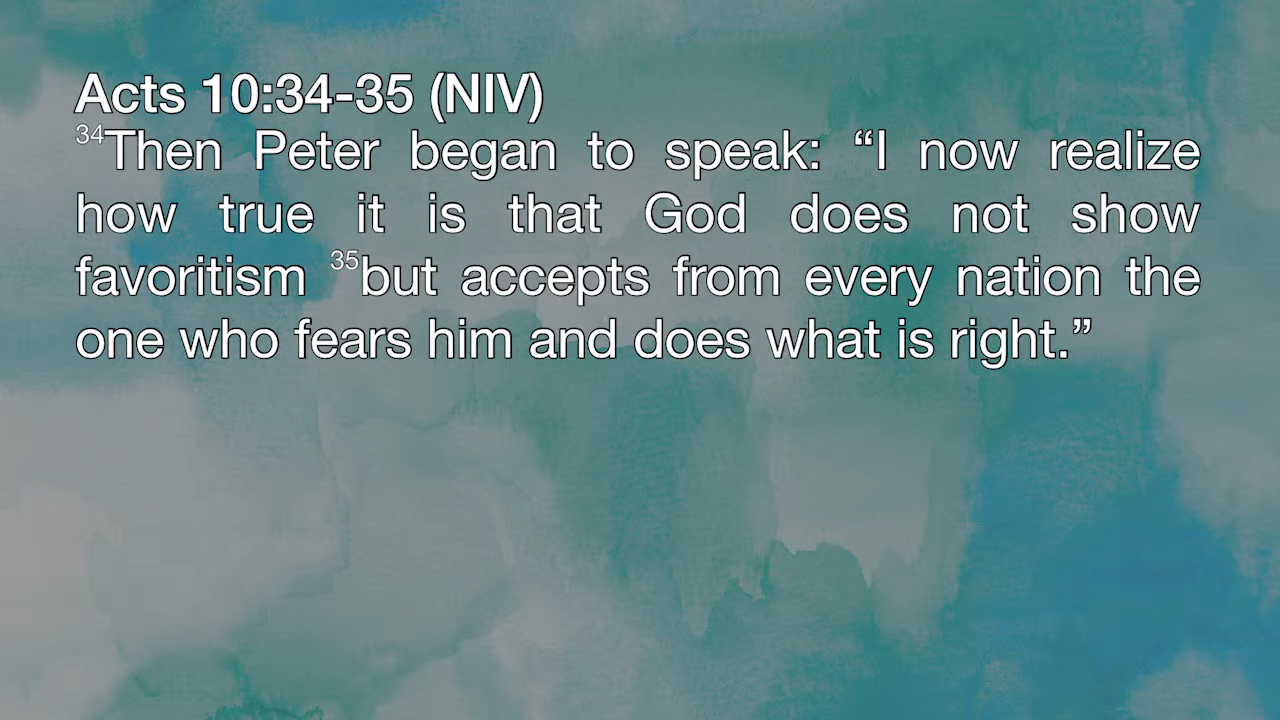 Acts 10:34-35 (NIV)
34Then Peter began to speak: “I now realize
how true it is that God does not show
favoritism 35but accepts from every nation the
one who fears him and does what is right.”